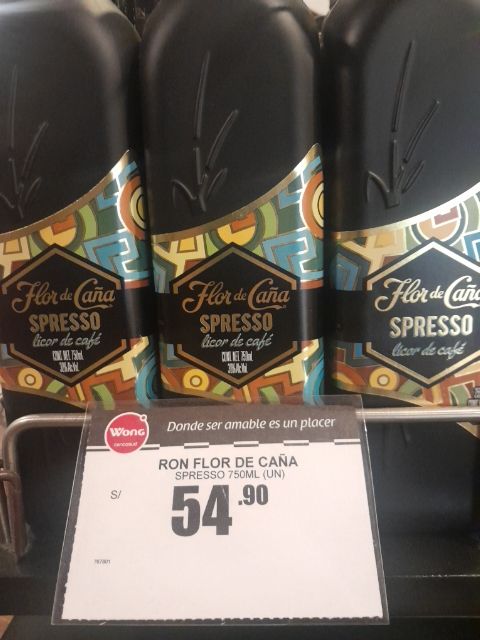 Flor de Caña
SPRESSO
licor de café
CONT. NET. 750ml.
30% Alc.Vol.
Flor de Caña
SPRESSO
licor de café
CONT. NET. 750ml.
30% Alc.Vol.
Flor de Caña
SPRESSO
licor de café
Wong
cencosud
Donde ser amable es un placer
RON FLOR DE CAÑA
SPRESSO 750ML (UN)
S/ 54.90